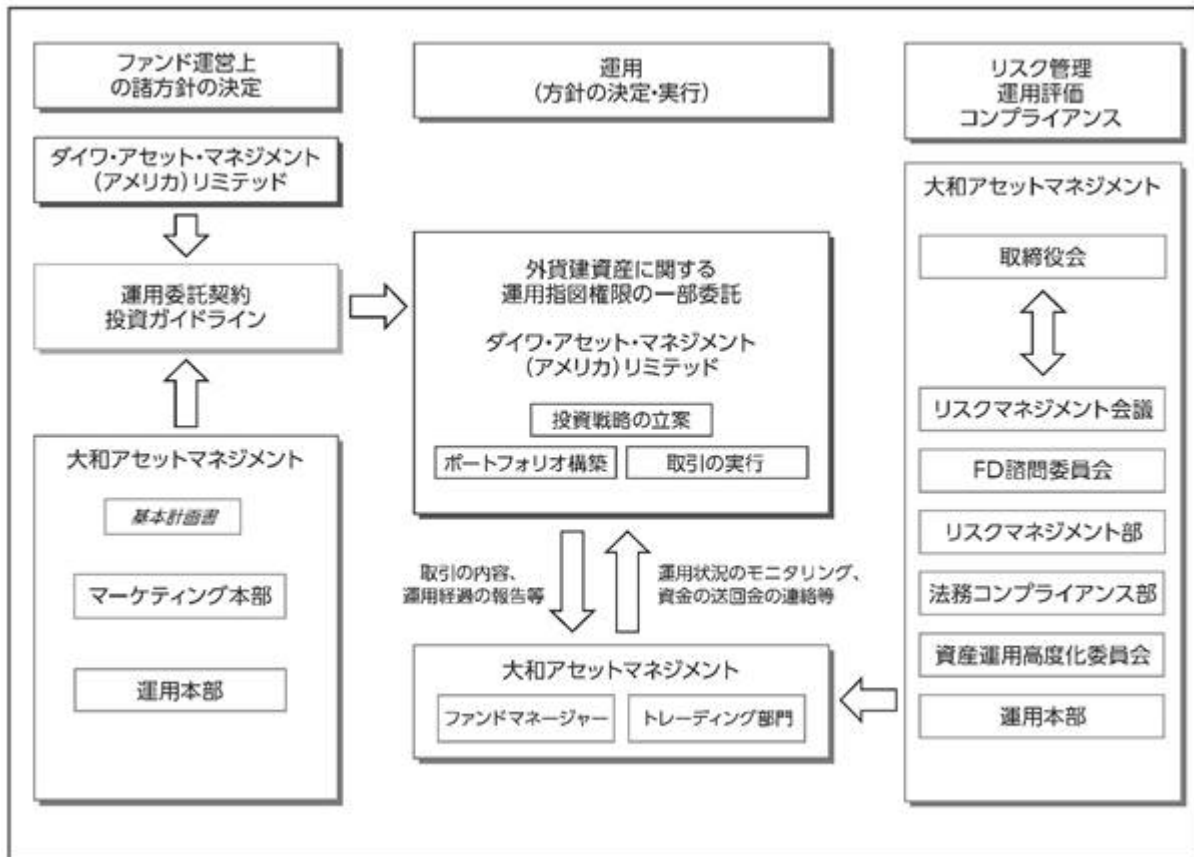 ファンド運営上
の諸方針の決定
ダイワ・アセット・マネジメント
(アメリカ)リミテッド
運用委託契約
投資ガイドライン
大和アセットマネジメント
基本計画書
マーケティング本部
運用本部
運用
(方針の決定・実行)
外貨建資産に関する
運用指図権限の一部委託
ダイワ・アセット・マネジメント
(アメリカ)リミテッド
投資戦略の立案
ポートフォリオ構築
取引の実行
取引の内容、
運用経過の報告等
運用状況のモニタリング、
資金の送回金の連絡等
大和アセットマネジメント
ファンドマネージャー
トレーディング部門
リスク管理
運用評価
コンプライアンス
大和アセットマネジメント
取締役会
リスクマネジメント会議
FD諮問委員会
リスクマネジメント部
法務コンプライアンス部
資産運用高度化委員会
運用本部